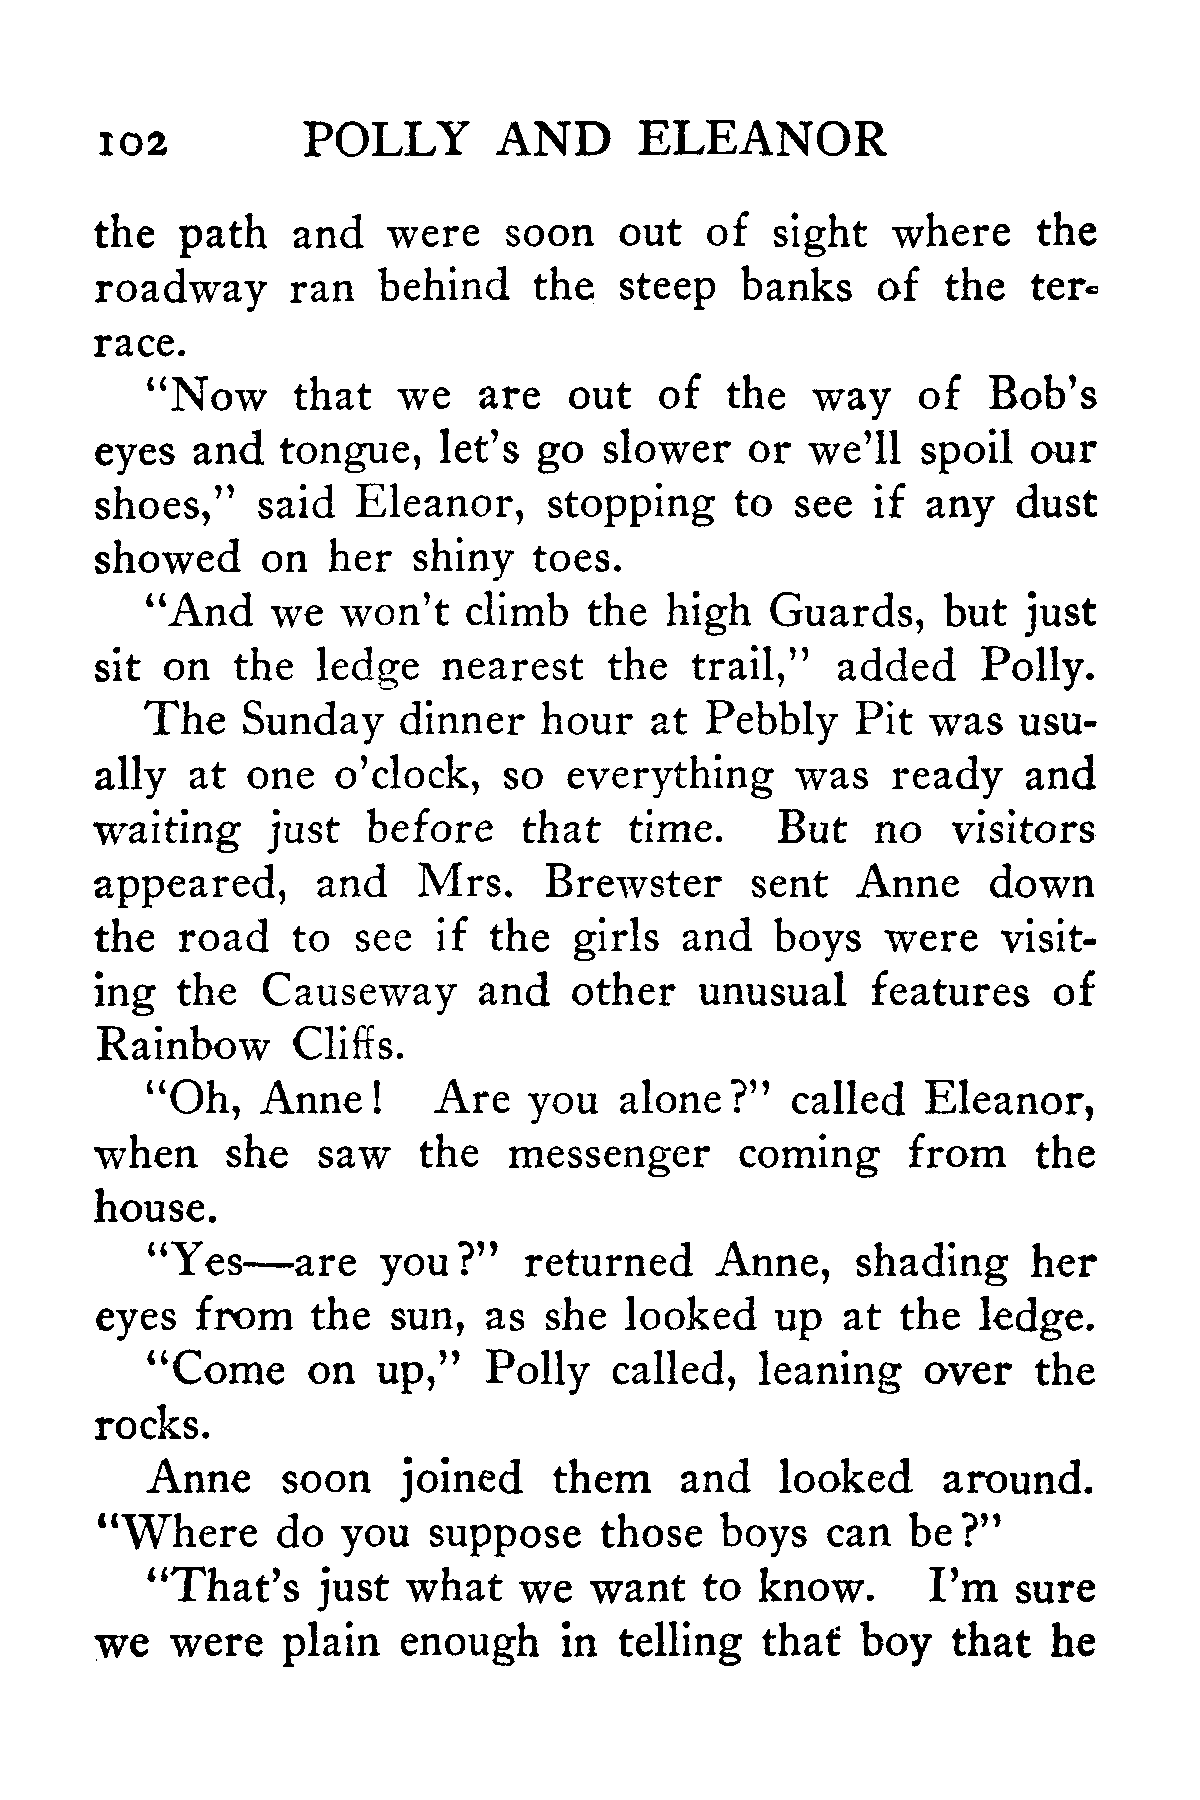 102 POLLY AND ELEANOR
the path and were soon out of sight where the
roadway ran behind the steep banks of the ter-
race.
“Now that we are out of the way of Bob’s
eyes and tongue, let’s go slower or we’ll spoil our
shoes,” said Eleanor, stopping to see if any dust
showed on her shiny toes.
“And we won’t climb the high Guards, but just
sit on the ledge nearest the trail,” added Polly.
The Sunday dinner hour at Pebbly Pit was usu-
ally at one o’clock, so everything was ready and
waiting just before that time. But no visitors
appeared, and Mrs. Brewster sent Anne down
the road to see if the girls and boys were visit-
ing the Causeway and other unusual features of
Rainbow Cliffs.
“Oh, Anne! Are you alone?” called Eleanor,
when she saw the messenger coming from the
house.
“Yes—are you?” returned Anne, shading her
eyes from the sun, as she looked up at the ledge.
“Come on up,” Polly called, leaning over the
rocks.
Anne soon joined them and looked around.
“Where do you suppose those boys can be?”
“That’s just what we want to know. I’m sure
we were plain enough in telling that boy that he